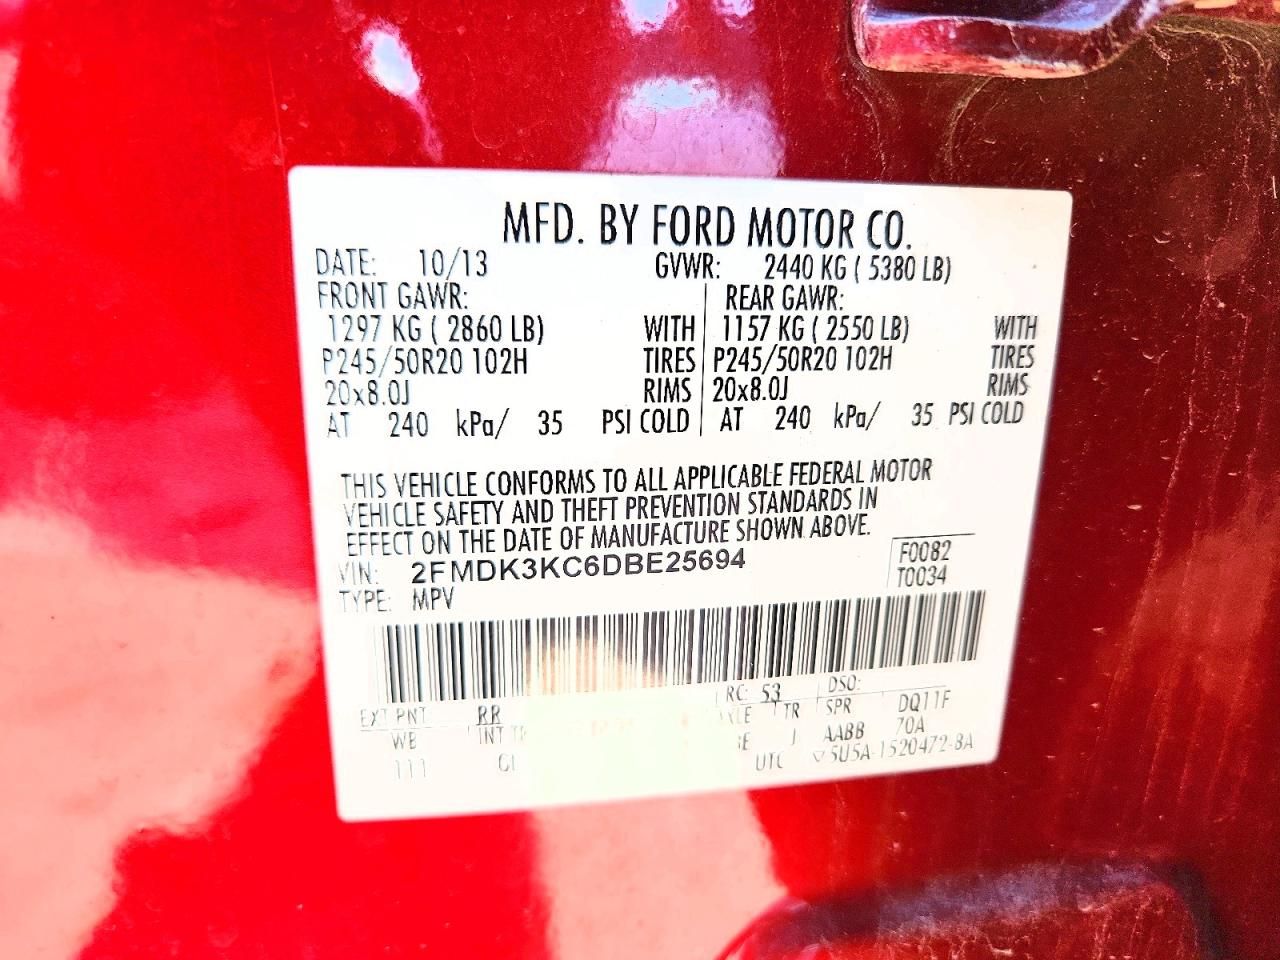 MFD. BY FORD MOTOR CO.
DATE: 10/13 GVWR: 2440 KG ( 5380 LB)
FRONT GAWR: REAR GAWR:
1297 KG ( 2860 LB) WITH 1157 KG ( 2550 LB) WITH
P245/50R20 102H TIRES P245/50R20 102H TIRES
20x8.0J RIMS 20x8.0J RIMS
AT 240 kPa/ 35 PSI COLD AT 240 kPa/ 35 PSI COLD
THIS VEHICLE CONFORMS TO ALL APPLICABLE FEDERAL MOTOR
VEHICLE SAFETY AND THEFT PREVENTION STANDARDS IN
EFFECT ON THE DATE OF MANUFACTURE SHOWN ABOVE.
VIN: 2FMDK3KC6DBE25694 F0082
TYPE: MPV T0034
EXT PNT RR RC: 53 DSO:
WB INT TR TR SPR DQ11F
111 J AABB 70A
UTC 5U5A-1520472-BA